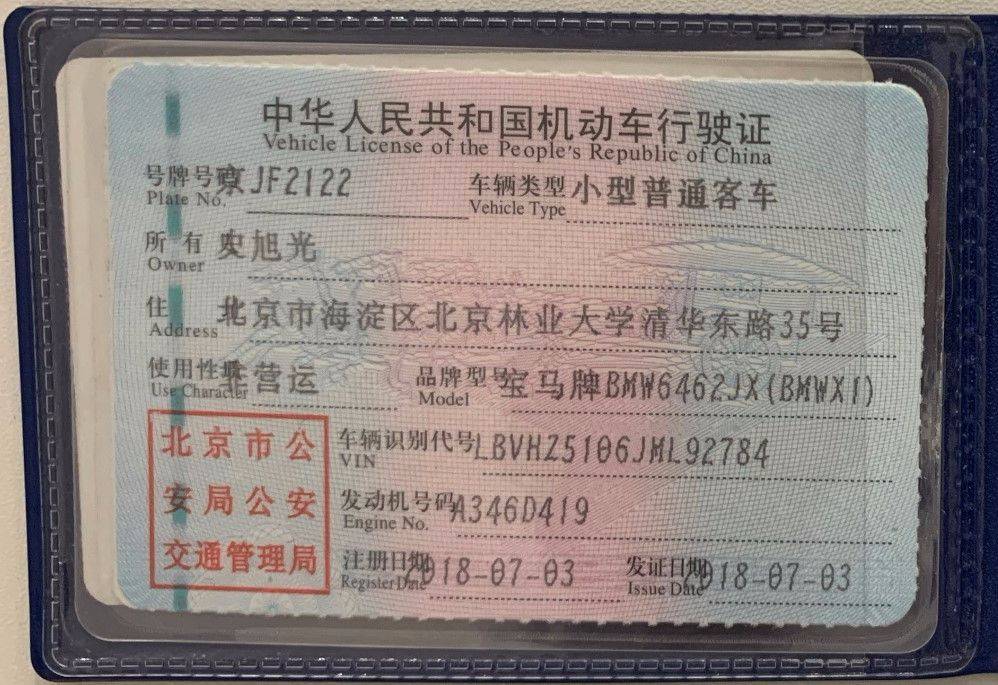 中华人民共和国机动车行驶证
Vehicle License of the People's Republic of China
号牌号码 京JF2122 车辆类型 小型普通客车
Plate No. Vehicle Type
所有 旭光
Owner
住 北京市海淀区北京林业大学清华东路35号
Address
使用性质 非营运 品牌型号 宝马牌BMW6462JX(BMWX1)
Use Character Model
车辆识别代号 LBVHZ5106JML92784
VIN
发动机号码 A346D419
Engine No.
注册日期 2018-07-03 发证日期 2018-07-03
Register Date Issue Date
北京市公
安局公安
交通管理局